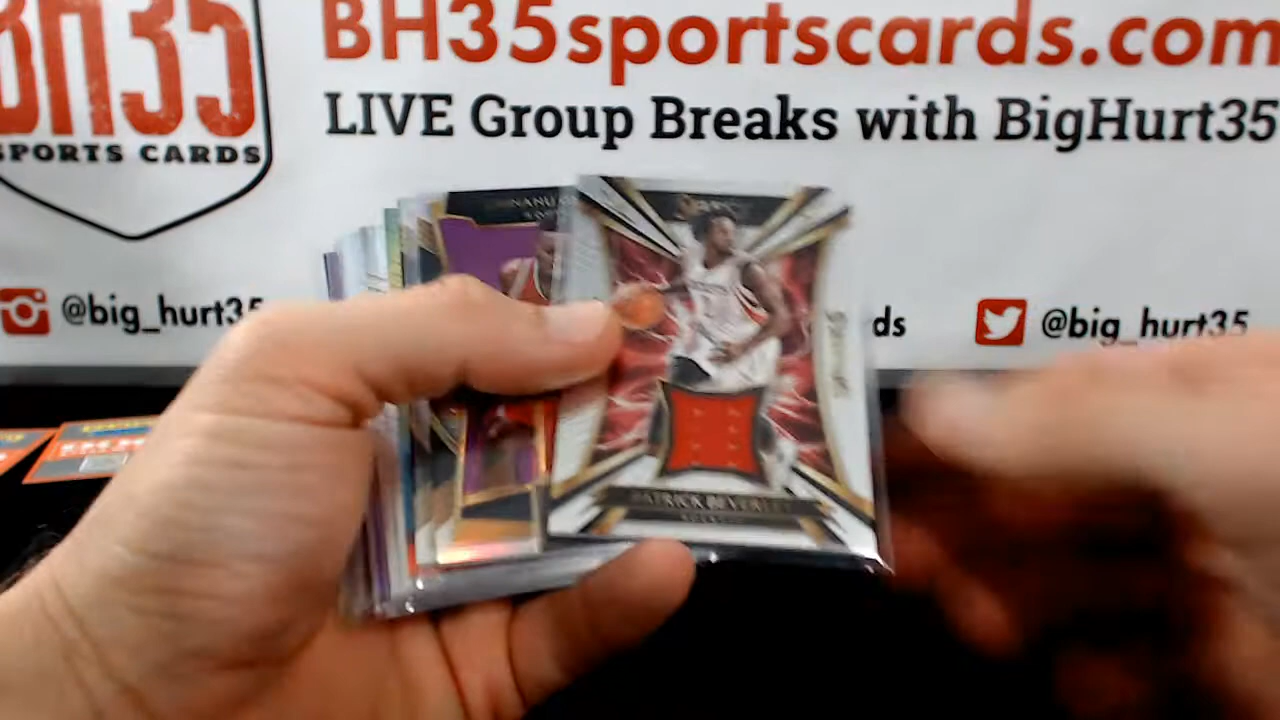 BH35
SPORTS CARDS
BH35sportscards.com
LIVE Group Breaks with BigHurt35
@big_hurt35
ds
@big_hurt35
PATRICK BEVERLEY